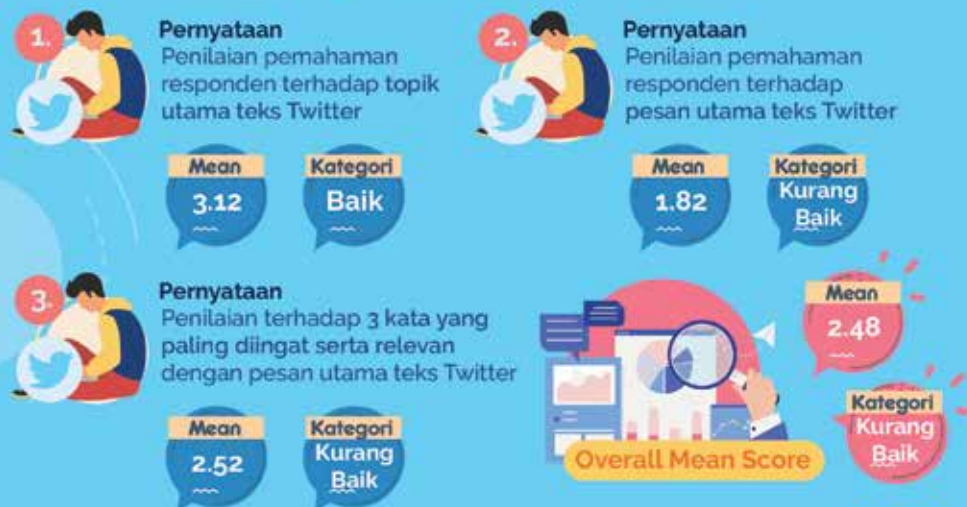 1.
Pernyataan
Penilaian pemahaman
responden terhadap topik
utama teks Twitter
Mean
3.12
Kategori
Baik
2.
Pernyataan
Penilaian pemahaman
responden terhadap
pesan utama teks Twitter
Mean
1.82
Kategori
Kurang
Baik
3.
Pernyataan
Penilaian terhadap 3 kata yang
paling diingat serta relevan
dengan pesan utama teks Twitter
Mean
2.52
Kategori
Kurang
Baik
Mean
2.48
Kategori
Kurang
Baik
Overall Mean Score